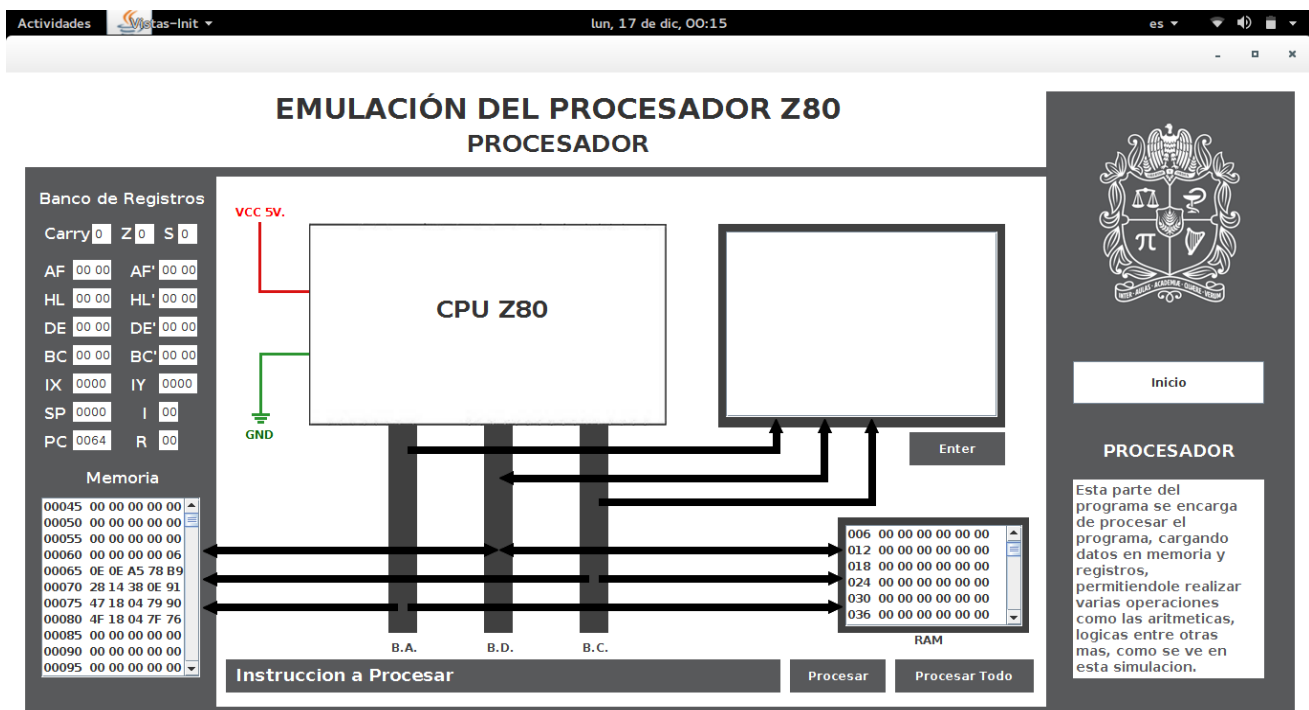 Actividades Vistas-Init lun, 17 de dic, 00:15 es
EMULACIÓN DEL PROCESADOR Z80
PROCESADOR
Banco de Registros
Carry 0 Z 0 S 0
AF 00 00 AF' 00 00
HL 00 00 HL' 00 00
DE 00 00 DE' 00 00
BC 00 00 BC' 00 00
IX 0000 IY 0000
SP 0000 I 00
PC 0064 R 00
Memoria
00045 00 00 00 00 00
00050 00 00 00 00 00
00055 00 00 00 00 00
00060 00 00 00 00 06
00065 0E 0E A5 78 B9
00070 28 14 38 0E 91
00075 47 18 04 79 90
00080 4F 18 04 7F 76
00085 00 00 00 00 00
00090 00 00 00 00 00
00095 00 00 00 00 00
VCC 5V.
CPU Z80
GND
Enter
006 00 00 00 00 00 00
012 00 00 00 00 00 00
018 00 00 00 00 00 00
024 00 00 00 00 00 00
030 00 00 00 00 00 00
036 00 00 00 00 00 00
RAM
B.A. B.D. B.C.
Instruccion a Procesar
Procesar Procesar Todo
INTER · AULAS · ACADEMIÆ · QUÆRE · VERUM
Inicio
PROCESADOR
Esta parte del
programa se encarga
de procesar el
programa, cargando
datos en memoria y
registros,
permitiendole realizar
varias operaciones
como las aritmeticas,
logicas entre otras
mas, como se ve en
esta simulacion.